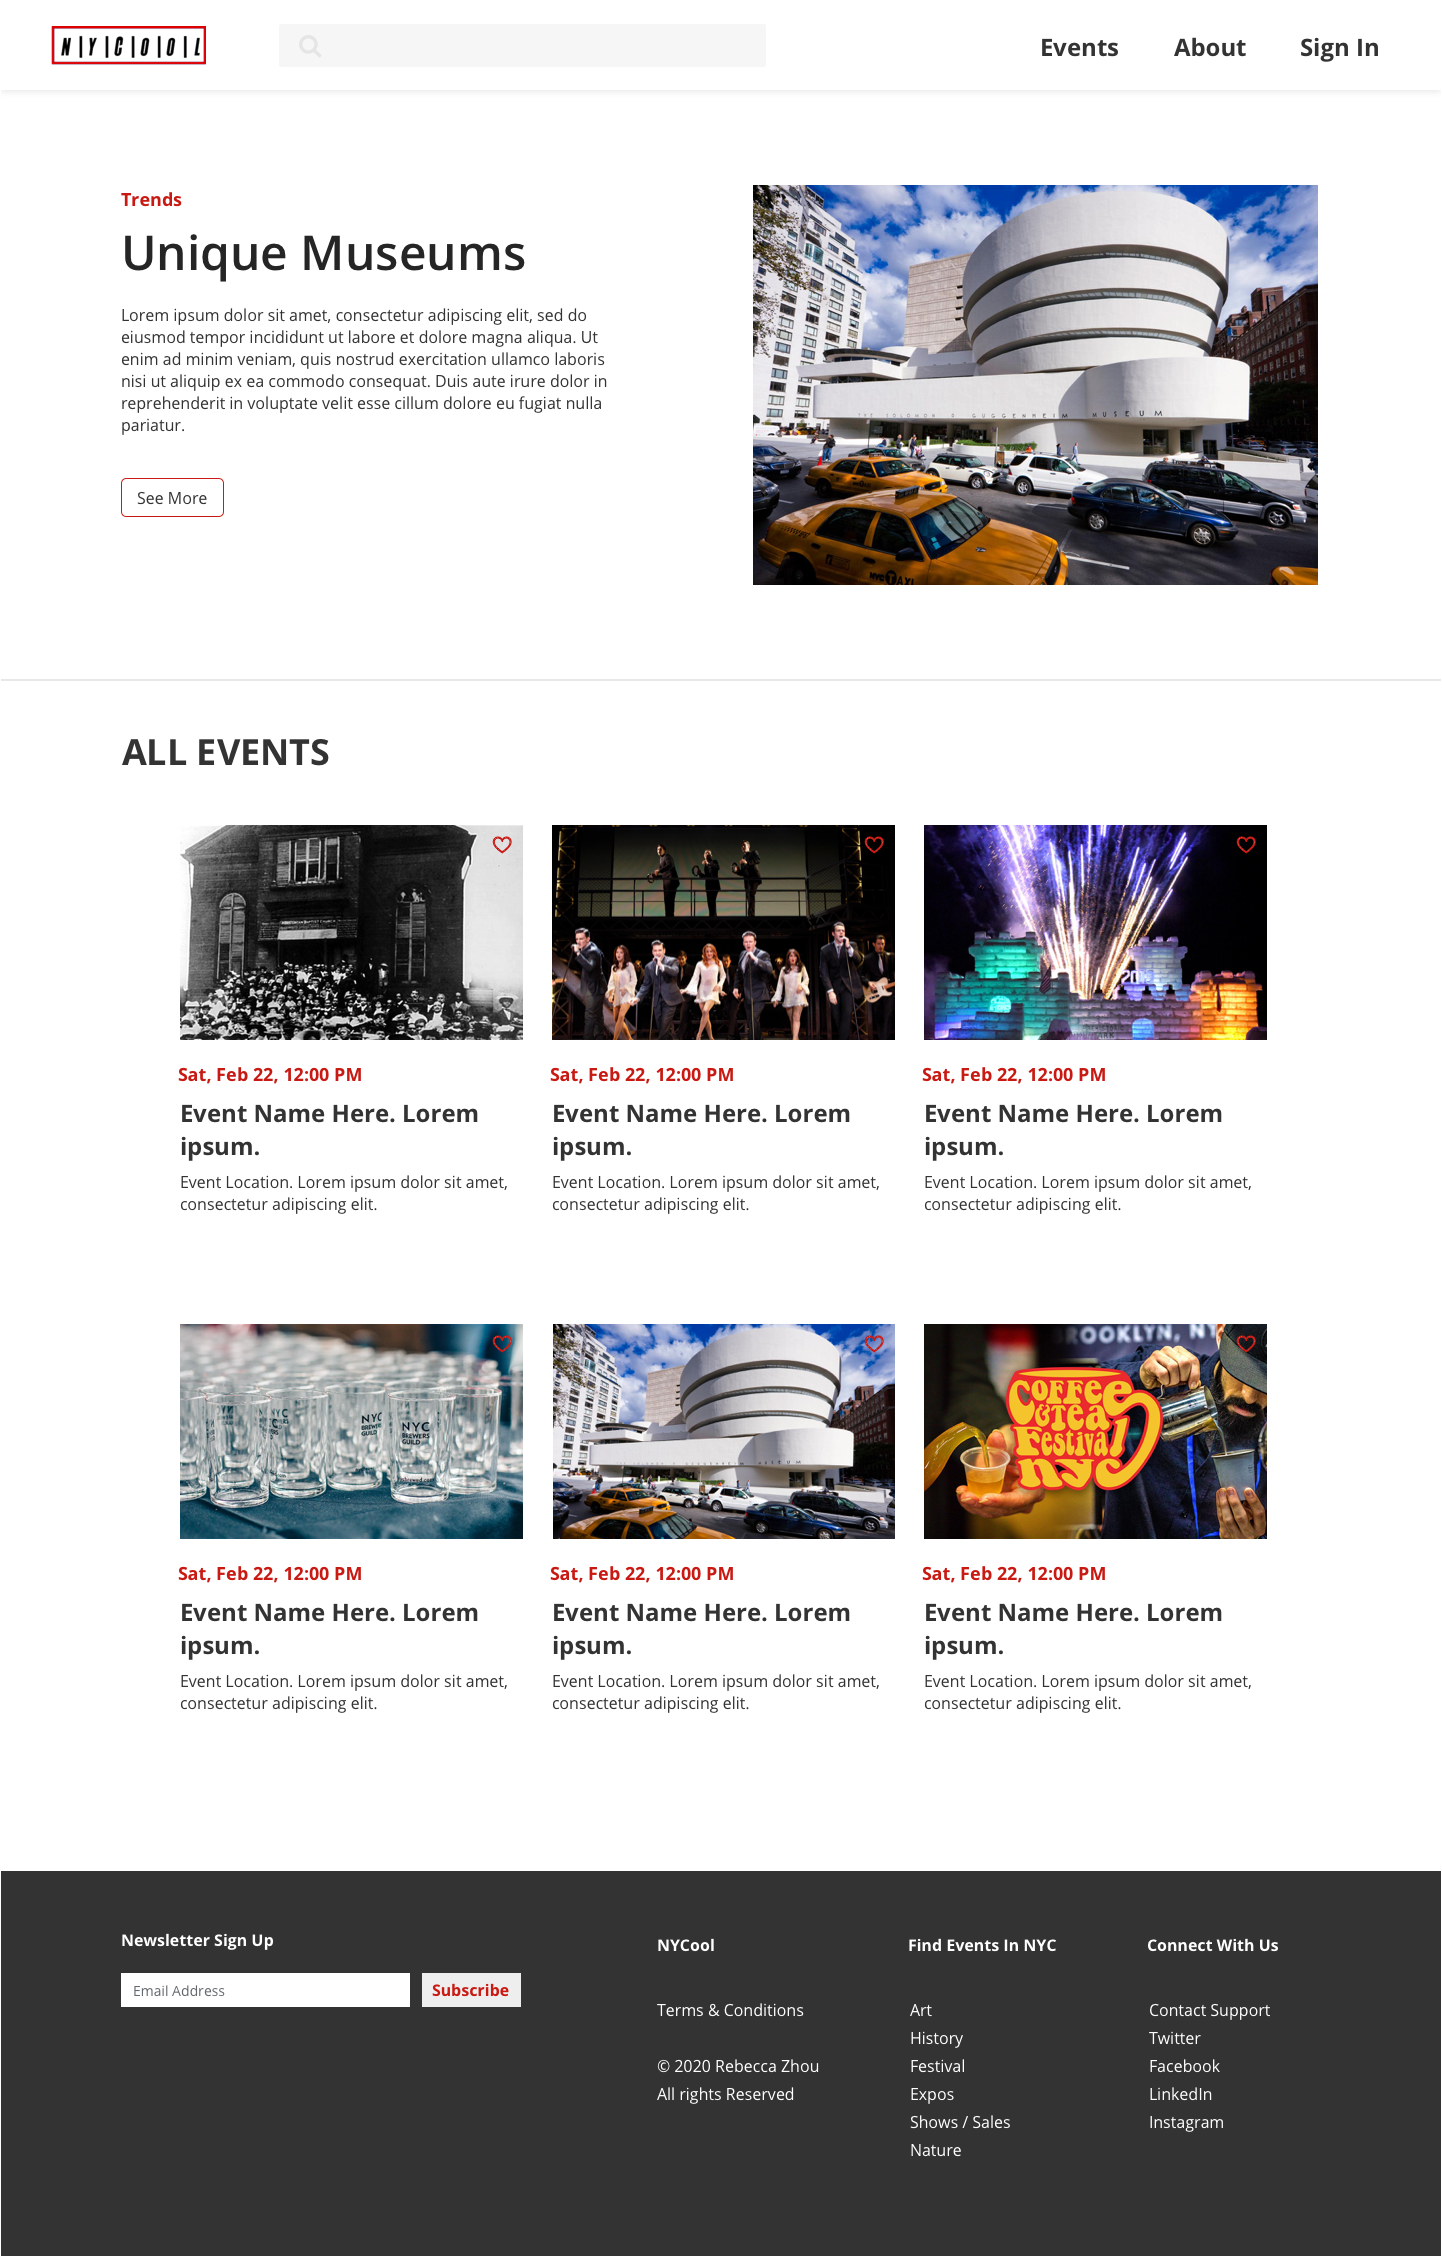 N|Y|C|O|O|L
Events
About
Sign In
Trends
Unique Museums
Lorem ipsum dolor sit amet, consectetur adipiscing elit, sed do
eiusmod tempor incididunt ut labore et dolore magna aliqua. Ut
enim ad minim veniam, quis nostrud exercitation ullamco laboris
nisi ut aliquip ex ea commodo consequat. Duis aute irure dolor in
reprehenderit in voluptate velit esse cillum dolore eu fugiat nulla
pariatur.
See More
THE SOLOMON R GUGGENHEIM MUSEUM
NYC TAXI
ALL EVENTS
Sat, Feb 22, 12:00 PM
Event Name Here. Lorem
ipsum.
Event Location. Lorem ipsum dolor sit amet,
consectetur adipiscing elit.
Sat, Feb 22, 12:00 PM
Event Name Here. Lorem
ipsum.
Event Location. Lorem ipsum dolor sit amet,
consectetur adipiscing elit.
Sat, Feb 22, 12:00 PM
Event Name Here. Lorem
ipsum.
Event Location. Lorem ipsum dolor sit amet,
consectetur adipiscing elit.
NYC
BREWERS
GUILD
NYC
BREWERS
GUILD
ROOKLYN, N
COFFEE
&TEA
Festival
nyc
Sat, Feb 22, 12:00 PM
Event Name Here. Lorem
ipsum.
Event Location. Lorem ipsum dolor sit amet,
consectetur adipiscing elit.
Sat, Feb 22, 12:00 PM
Event Name Here. Lorem
ipsum.
Event Location. Lorem ipsum dolor sit amet,
consectetur adipiscing elit.
Sat, Feb 22, 12:00 PM
Event Name Here. Lorem
ipsum.
Event Location. Lorem ipsum dolor sit amet,
consectetur adipiscing elit.
Newsletter Sign Up
Email Address
Subscribe
NYCool
Terms & Conditions
© 2020 Rebecca Zhou
All rights Reserved
Find Events In NYC
Art
History
Festival
Expos
Shows / Sales
Nature
Connect With Us
Contact Support
Twitter
Facebook
LinkedIn
Instagram